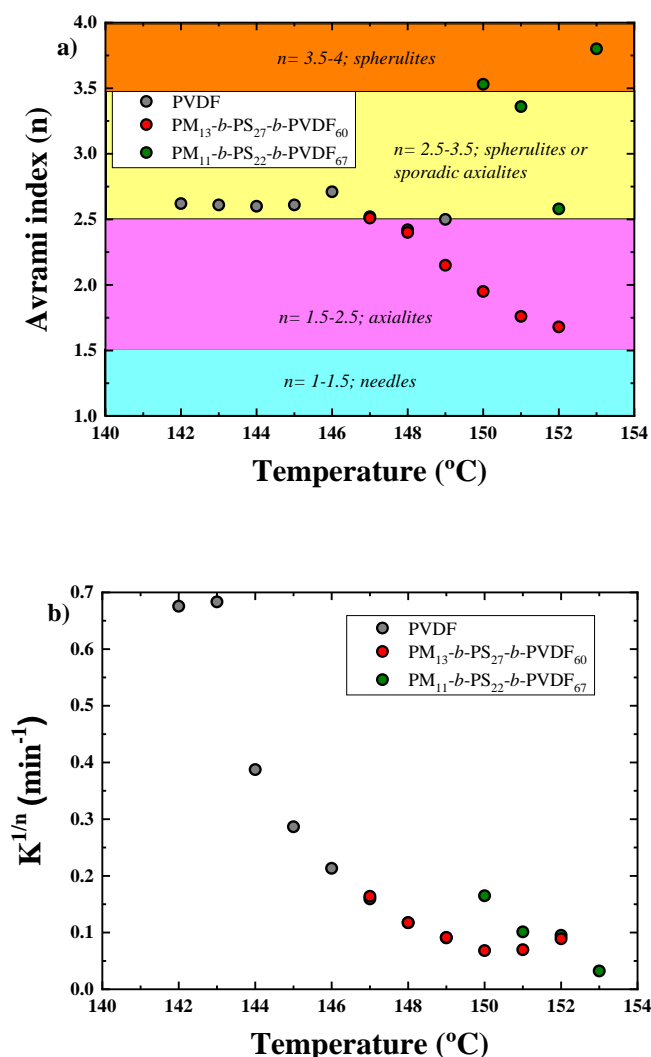 a)
4.0
3.5
3.0
2.5
2.0
1.5
1.0
Avrami index (n)
n= 3.5-4; spherulites
PVDF
PM13-b-PS27-b-PVDF60
PM11-b-PS22-b-PVDF67
n= 2.5-3.5; spherulites or
sporadic axialites
n= 1.5-2.5; axialites
n= 1-1.5; needles
140 142 144 146 148 150 152 154
Temperature (ºC)
b)
0.7
0.6
0.5
0.4
0.3
0.2
0.1
0.0
K1/n (min-1)
PVDF
PM13-b-PS27-b-PVDF60
PM11-b-PS22-b-PVDF67
140 142 144 146 148 150 152 154
Temperature (ºC)